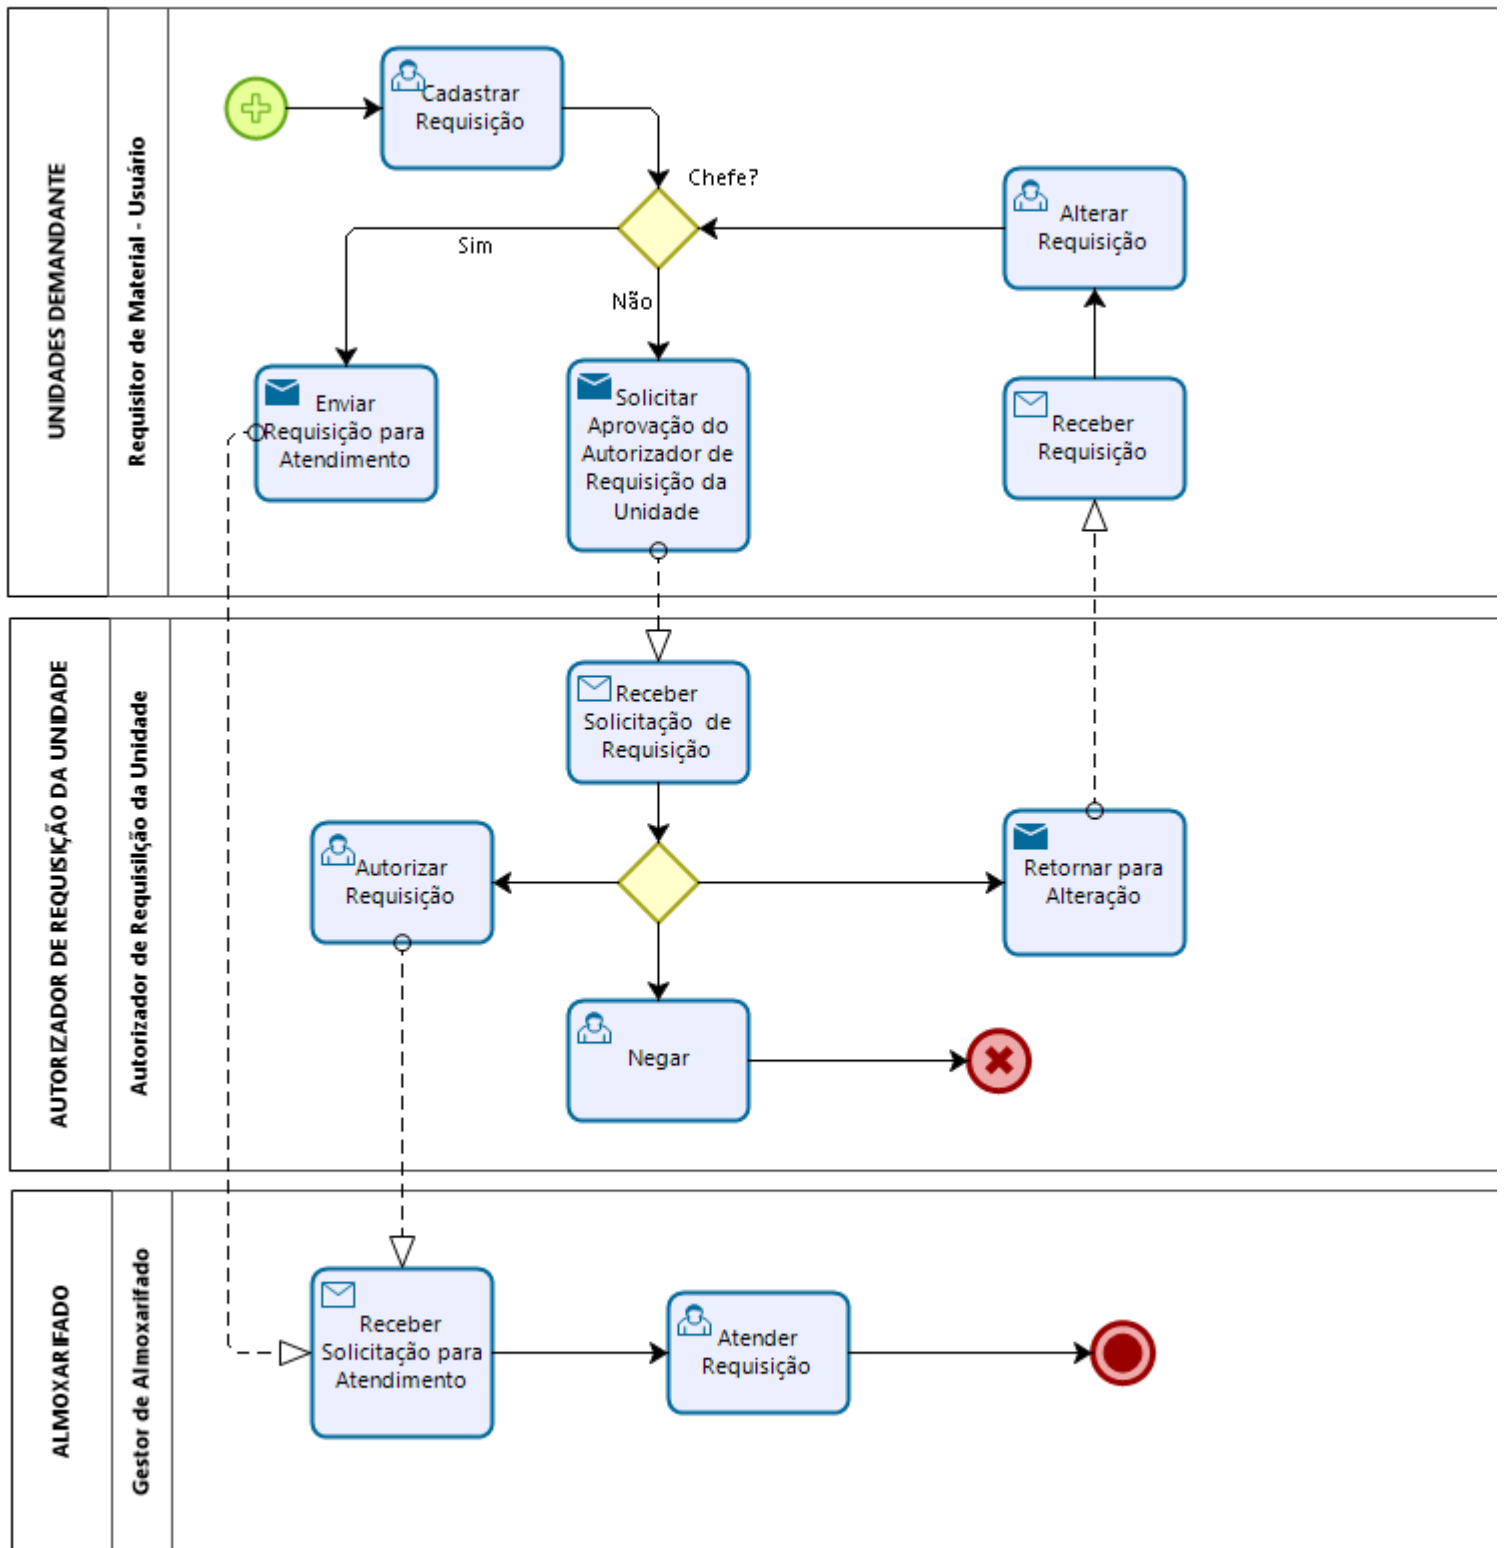 UNIDADES DEMANDANTE
Requisitor de Material - Usuário
Cadastrar
Requisição
Chefe?
Sim
Não
Alterar
Requisição
Enviar
Requisição para
Atendimento
Solicitar
Aprovação do
Autorizador de
Requisição da
Unidade
Receber
Requisição
AUTORIZADOR DE REQUISIÇÃO DA UNIDADE
Autorizador de Requisilção da Unidade
Receber
Solicitação de
Requisição
Autorizar
Requisição
Retornar para
Alteração
Negar
ALMOXARIFADO
Gestor de Almoxarifado
Receber
Solicitação para
Atendimento
Atender
Requisição